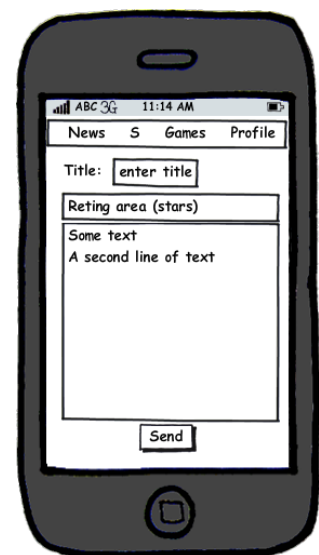 ABC 3G 11:14 AM
News S Games Profile
Title: enter title
Reting area (stars)
Some text
A second line of text
Send